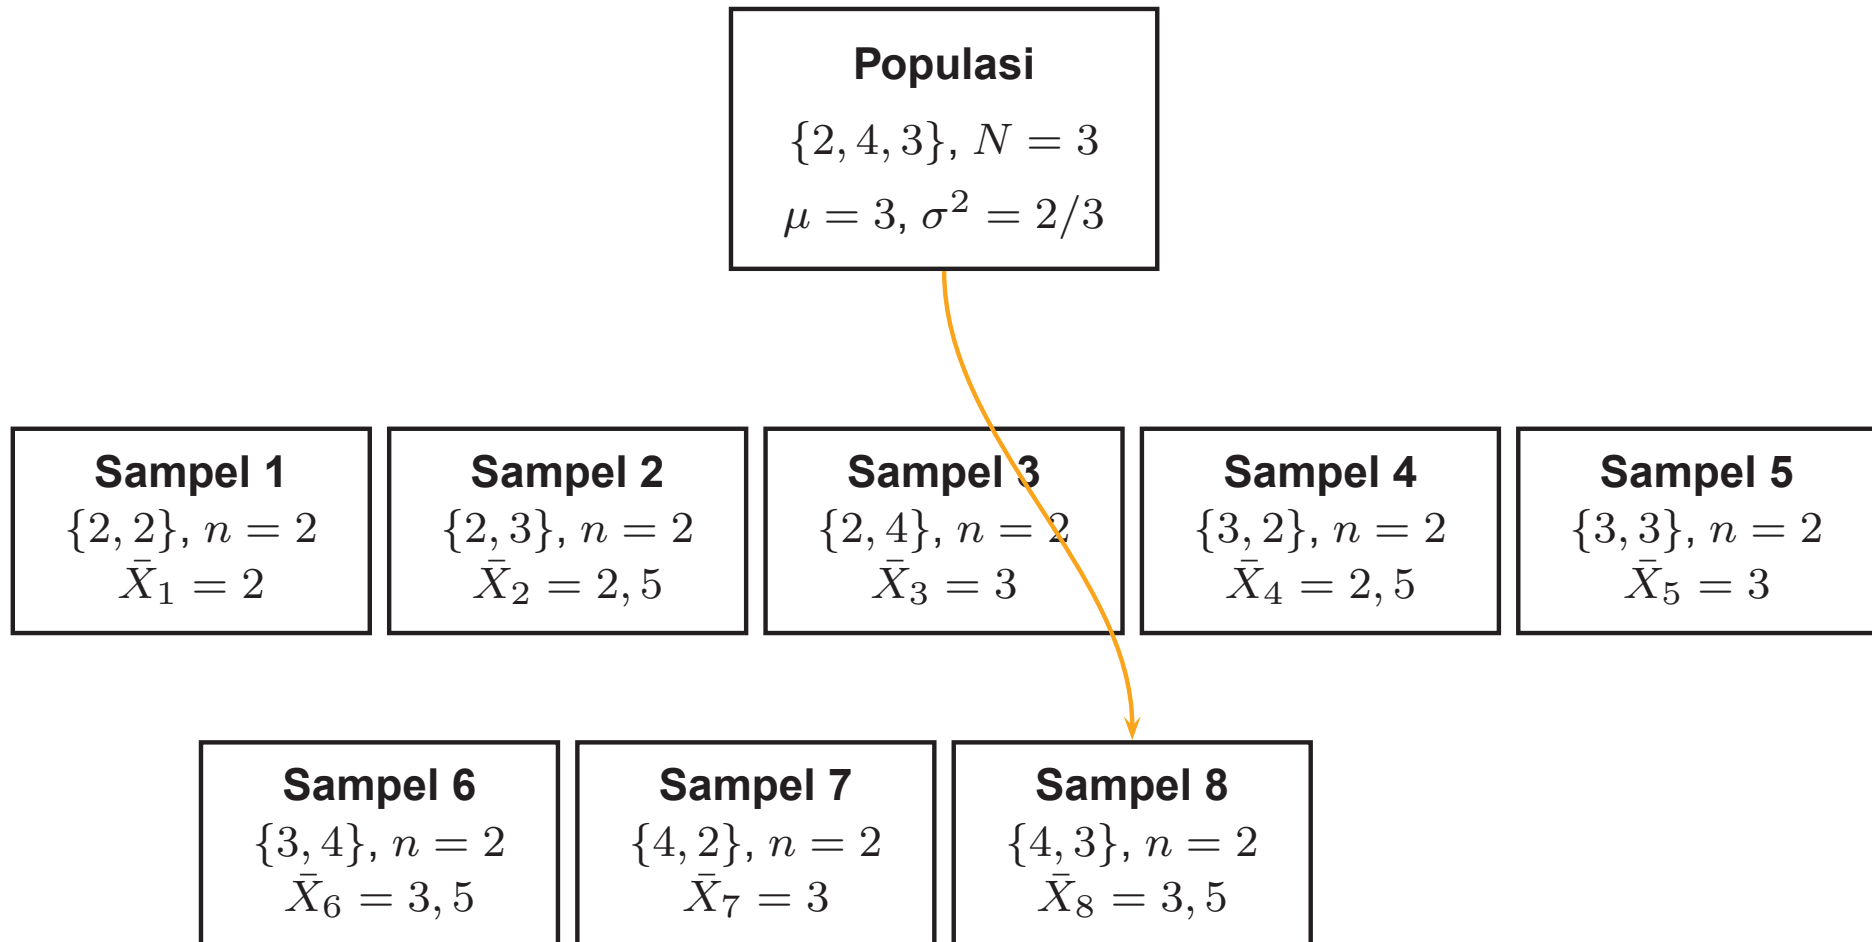 Populasi
{2, 4, 3}, N = 3
μ = 3, σ² = 2/3
Sampel 1
{2, 2}, n = 2
X̄₁ = 2
Sampel 2
{2, 3}, n = 2
X̄₂ = 2, 5
Sampel 3
{2, 4}, n = 2
X̄₃ = 3
Sampel 4
{3, 2}, n = 2
X̄₄ = 2, 5
Sampel 5
{3, 3}, n = 2
X̄₅ = 3
Sampel 6
{3, 4}, n = 2
X̄₆ = 3, 5
Sampel 7
{4, 2}, n = 2
X̄₇ = 3
Sampel 8
{4, 3}, n = 2
X̄₈ = 3, 5